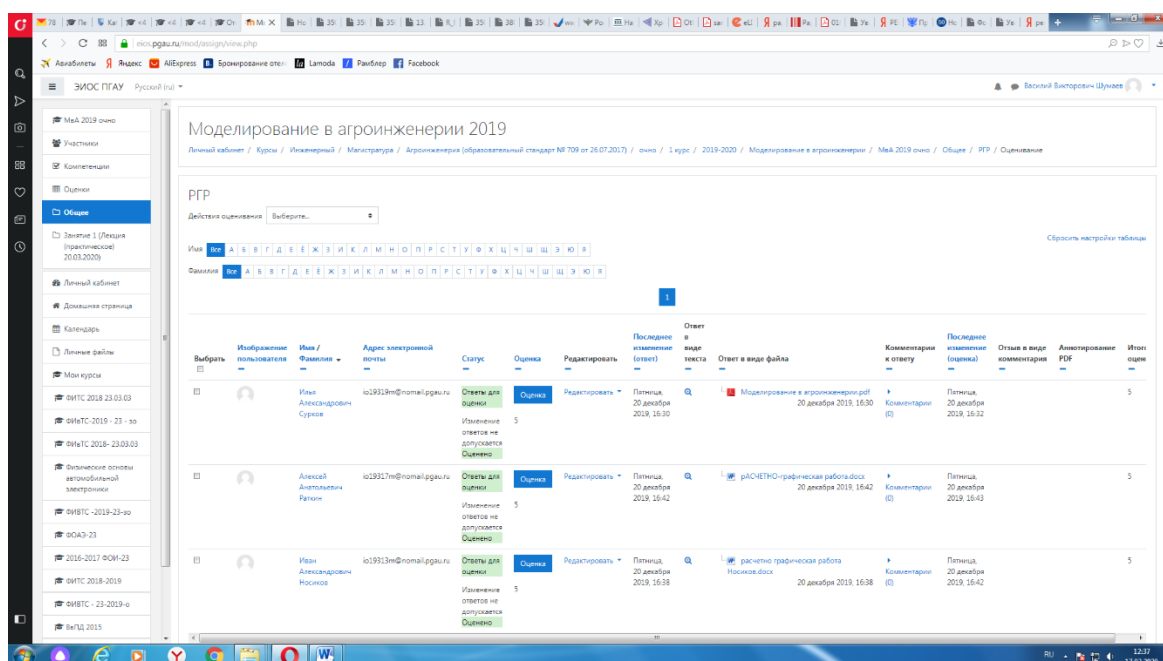 eios.pgau.ru/mod/assign/view.php
Авиабилеты Яндекс AliExpress Бронирование отел Lamoda Рамблер Facebook
ЭИОС ПГАУ Русский (ru)
Василий Викторович Шумаев
МвА 2019 очно
Участники
Компетенции
Оценки
Общее
Занятие 1 (Лекция
(практическое)
20.03.2020)
Личный кабинет
Домашняя страница
Календарь
Личные файлы
Мои курсы
ФИТС 2018 23.03.03
ФИвТС-2019 - 23 - зо
ФИвТС 2018- 23.03.03
Физические основы
автомобильной
электроники
ФИВТС -2019-23-зо
ФОАЭ-23
2016-2017 ФОИ-23
ФИТС 2018-2019
ФИВТС - 23-2019-о
ВеПД 2015
Моделирование в агроинженерии 2019
Личный кабинет / Курсы / Инженерный / Магистратура / Агроинженерия (образовательный стандарт № 709 от 26.07.2017) / очно / 1 курс / 2019-2020 / Моделирование в агроинженерии / МвА 2019 очно / Общее / РГР / Оценивание
РГР
Действия оценивания Выберите...
Сбросить настройки таблицы
Имя Все А Б В Г Д Е Ё Ж З И К Л М Н О П Р С Т У Ф Х Ц Ч Ш Щ Э Ю Я
Фамилия Все А Б В Г Д Е Ё Ж З И К Л М Н О П Р С Т У Ф Х Ц Ч Ш Щ Э Ю Я
1
Выбрать
Изображение
пользователя
Имя /
Фамилия
Адрес электронной
почты
Статус
Оценка
Редактировать
Последнее
изменение
(ответ)
Ответ
в
виде
текста
Ответ в виде файла
Комментарии
к ответу
Последнее
изменение
(оценка)
Отзыв в виде
комментария
Аннотирование
PDF
Итого
оцен
Илья
Александрович
Сурков
io19319m@nomail.pgau.ru
Ответы для
оценки
Изменение
ответов не
допускается
Оценено
Оценка
5
Редактировать
Пятница,
20 декабря
2019, 16:30
Моделирование в агроинженерии.pdf
20 декабря 2019, 16:30
Комментарии
(0)
Пятница,
20 декабря
2019, 16:32
5
Алексей
Анатольевич
Раткин
io19317m@nomail.pgau.ru
Ответы для
оценки
Изменение
ответов не
допускается
Оценено
Оценка
5
Редактировать
Пятница,
20 декабря
2019, 16:42
рАСЧЕТНО-графическая работа.docx
20 декабря 2019, 16:42
Комментарии
(0)
Пятница,
20 декабря
2019, 16:43
5
Иван
Александрович
Носиков
io19313m@nomail.pgau.ru
Ответы для
оценки
Изменение
ответов не
допускается
Оценено
Оценка
5
Редактировать
Пятница,
20 декабря
2019, 16:38
расчетно графическая работа
Носиков.docx
20 декабря 2019, 16:38
Комментарии
(0)
Пятница,
20 декабря
2019, 16:42
5
RU
12:37